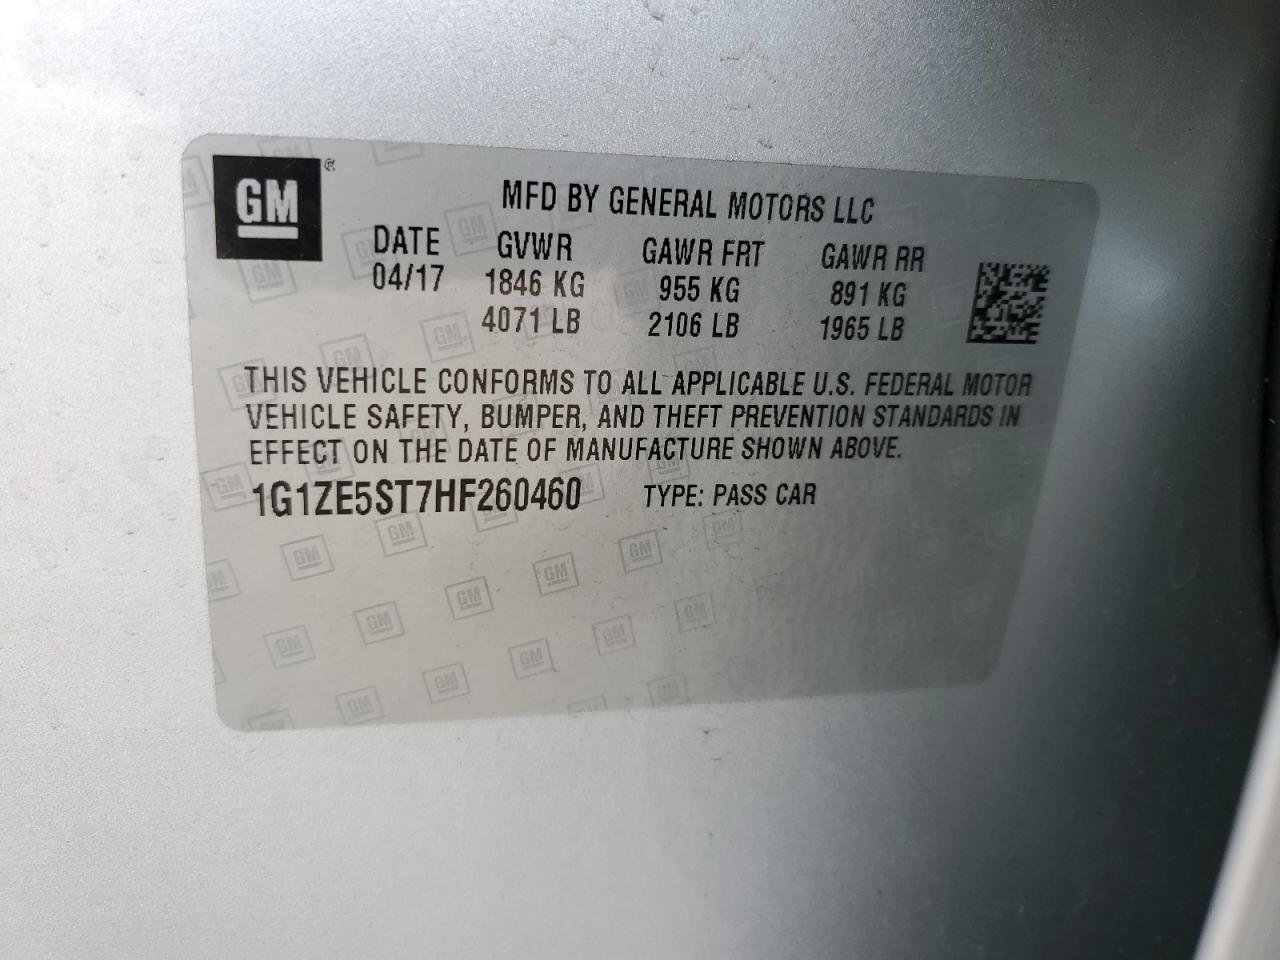 GM®
MFD BY GENERAL MOTORS LLC
DATE GVWR GAWR FRT GAWR RR
04/17 1846 KG 955 KG 891 KG
4071 LB 2106 LB 1965 LB
THIS VEHICLE CONFORMS TO ALL APPLICABLE U.S. FEDERAL MOTOR
VEHICLE SAFETY, BUMPER, AND THEFT PREVENTION STANDARDS IN
EFFECT ON THE DATE OF MANUFACTURE SHOWN ABOVE.
1G1ZE5ST7HF260460 TYPE: PASS CAR